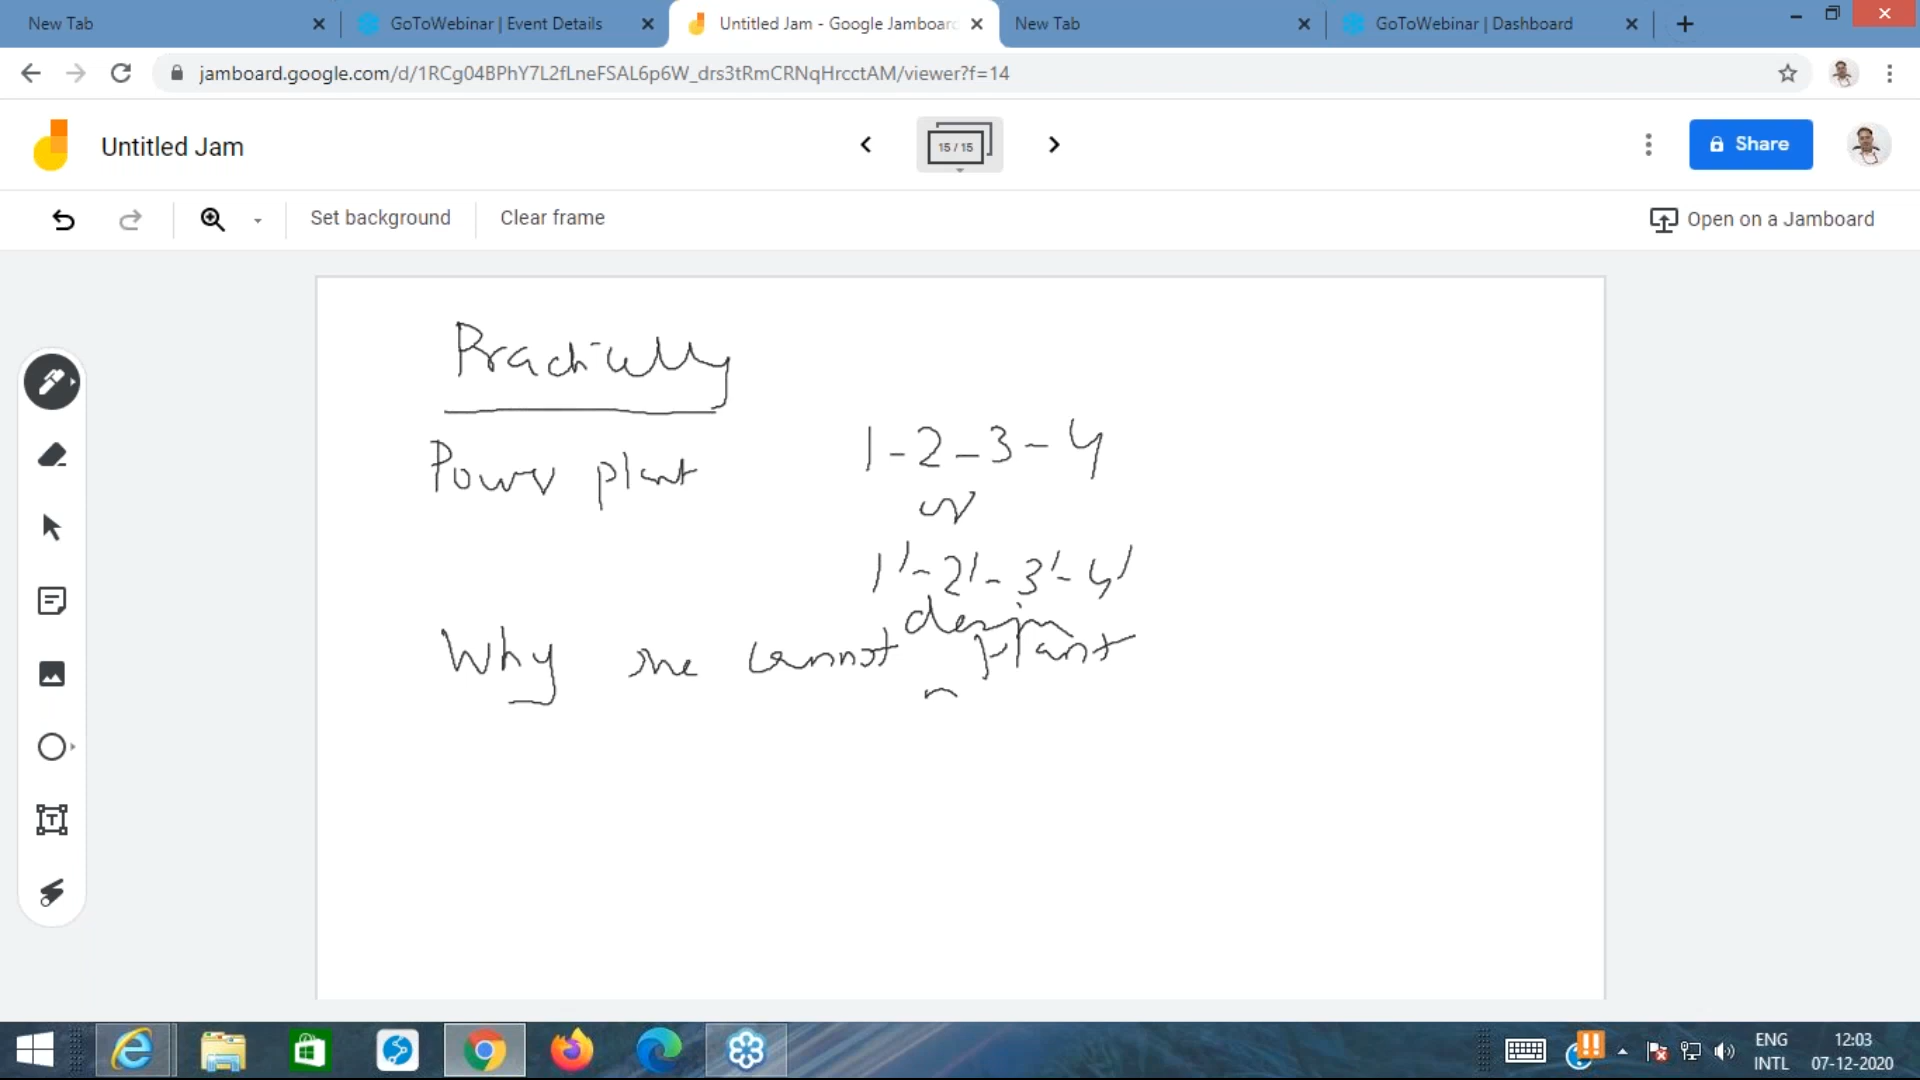 New Tab
GoToWebinar | Event Details
Untitled Jam - Google Jamboard
New Tab
GoToWebinar | Dashboard
jamboard.google.com/d/1RCg04BPhY7L2fLneFSAL6p6W_drs3tRmCRNqHrcctAM/viewer?f=14
Untitled Jam
15 / 15
Share
Set background
Clear frame
Open on a Jamboard
Practically
Power plant
1-2-3-4
or
1'-2'-3'-4'
design
Why cannot plant
ENG 12:03
INTL 07-12-2020